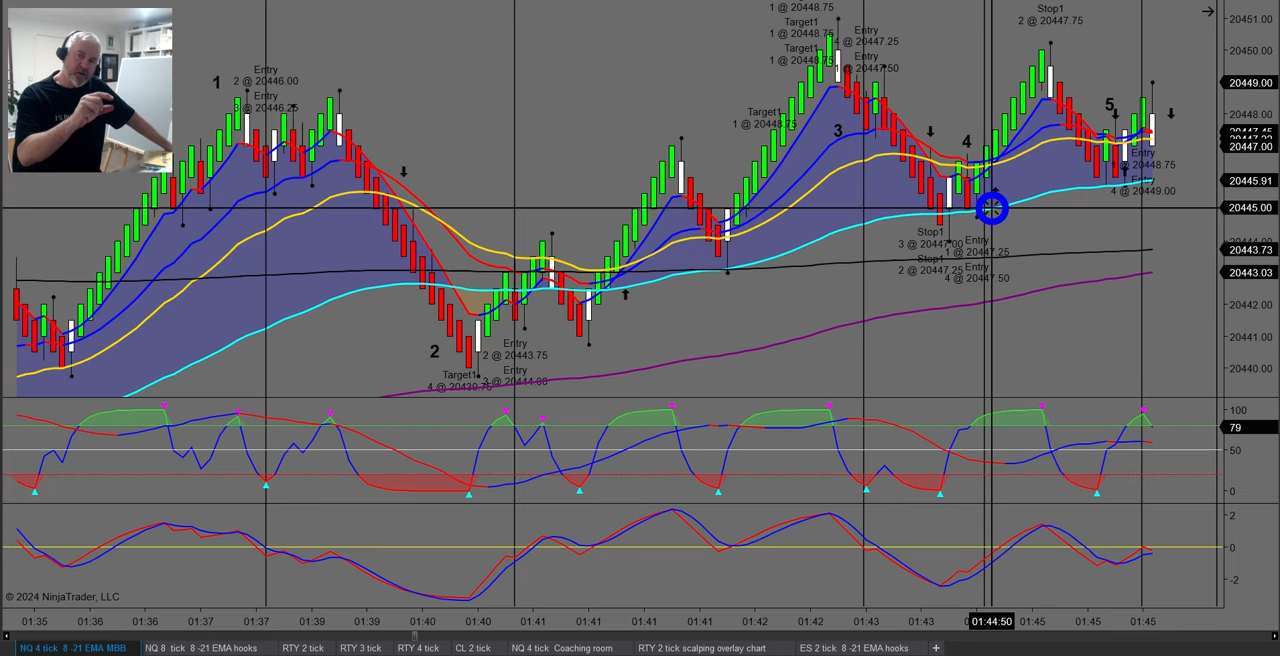 1 @ 20448.75
Target1
1 @ 20448.75
Target1
1 @ 20448.75
Entry
4 @ 20447.25
Entry
1 @ 20447.50
Stop1
2 @ 20447.75
Entry
2 @ 20446.00
Entry
3 @ 20446.25
1
Target1
1 @ 20448.75
3
4
5
Entry
1 @ 20448.75
Entry
4 @ 20449.00
Stop1
3 @ 20447.00
Stop1
2 @ 20447.25
Entry
1 @ 20447.25
Entry
4 @ 20447.50
2
Entry
2 @ 20443.75
Entry
3 @ 20444.00
Target1
4 @ 20439.75
20451.00
20450.00
20449.00
20448.00
20447.00
20445.91
20445.00
20443.73
20443.03
20442.00
20441.00
20440.00
100
79
50
0
2
0
-2
© 2024 NinjaTrader, LLC
01:35 01:36 01:36 01:37 01:37 01:39 01:39 01:40 01:40 01:41 01:41 01:41 01:42 01:42 01:42 01:43 01:43 01:44:50 01:45 01:45 01:45
NQ 4 tick 8 -21 EMA MBB NQ 8 tick 8 -21 EMA hooks RTY 2 tick RTY 3 tick RTY 4 tick CL 2 tick NQ 4 tick Coaching room RTY 2 tick scalping overlay chart ES 2 tick 8 -21 EMA hooks +